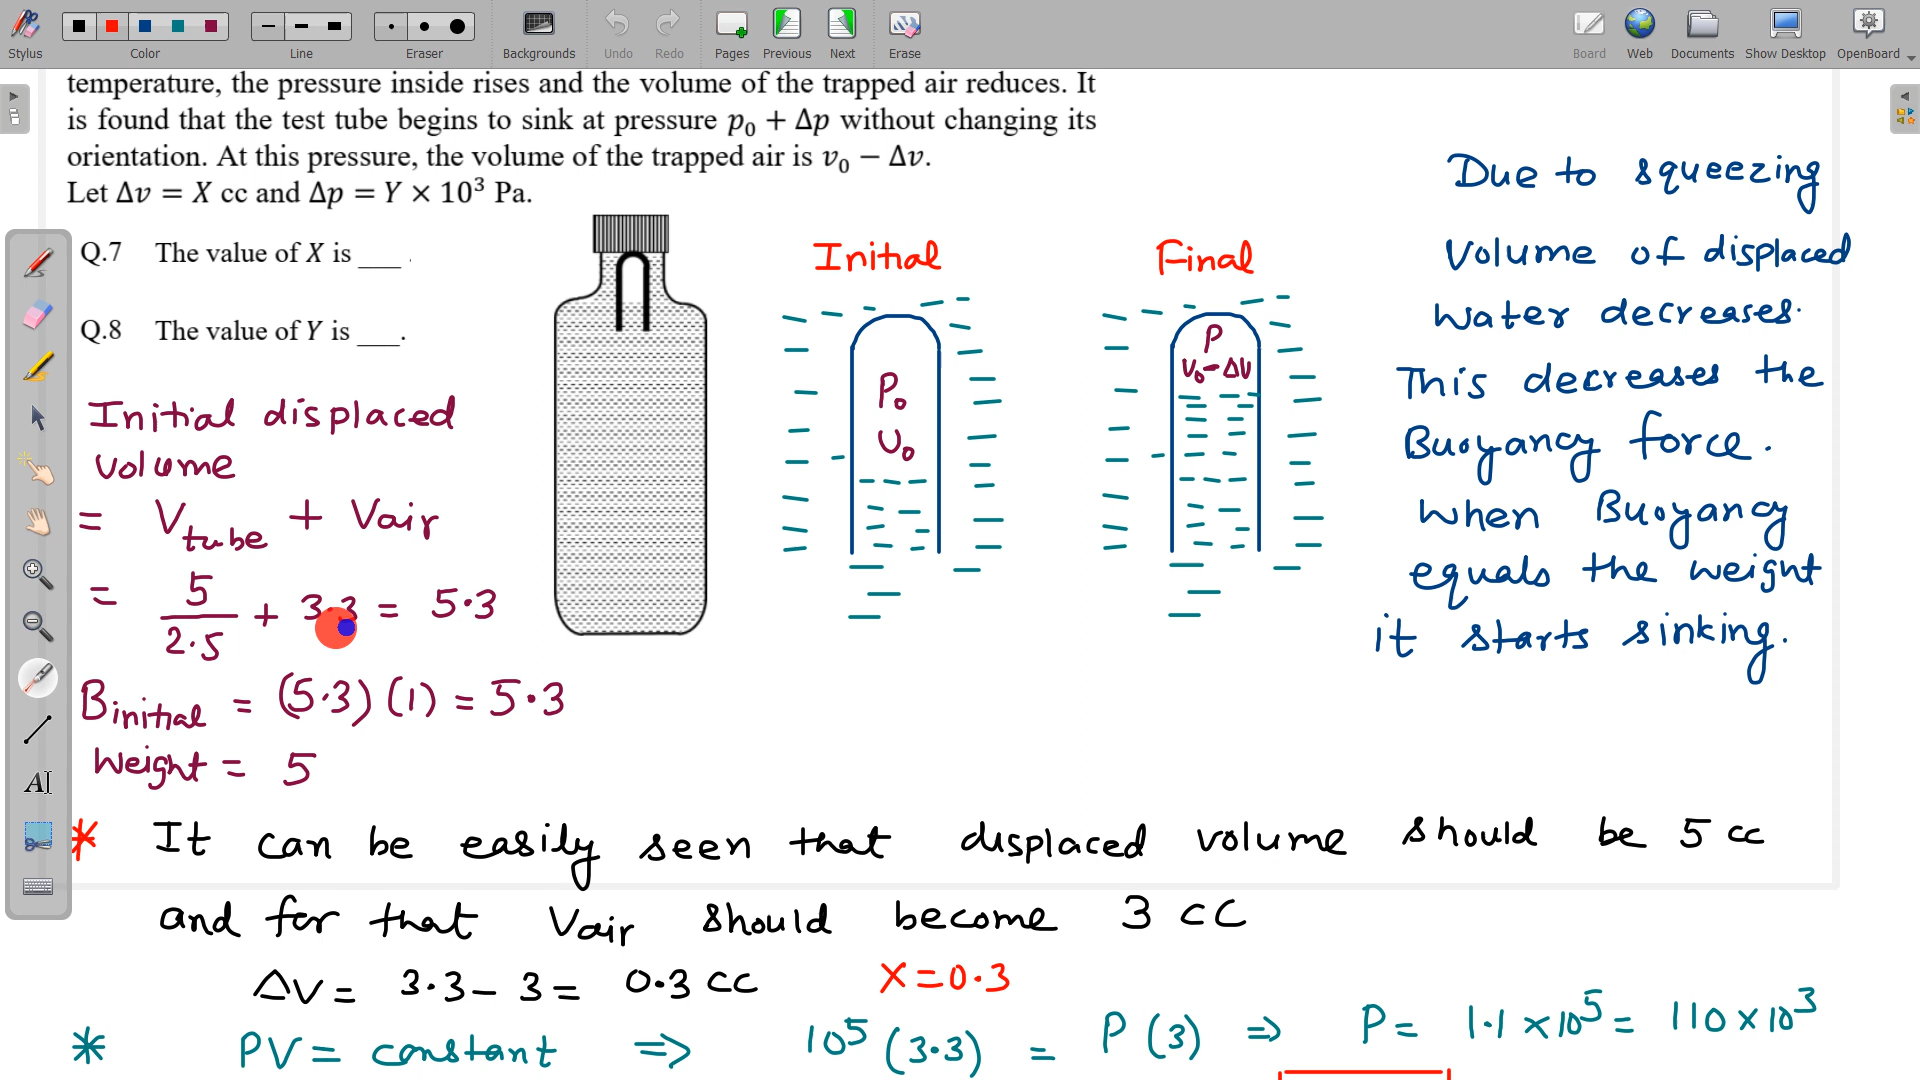 Stylus
Color
Line
Eraser
Backgrounds
Undo
Redo
Pages
Previous
Next
Erase
Board
Web
Documents
Show Desktop
OpenBoard
temperature, the pressure inside rises and the volume of the trapped air reduces. It
is found that the test tube begins to sink at pressure p₀ + Δp without changing its
orientation. At this pressure, the volume of the trapped air is v₀ − Δv.
Let Δv = X cc and Δp = Y × 10³ Pa.
Q.7 The value of X is ___ .
Q.8 The value of Y is ___.
Initial displaced
volume
= V_tube + Vair
= 5/2.5 + 3.3 = 5.3
B_initial = (5.3) (1) = 5.3
Weight = 5
Initial
P₀
V₀
Final
P
V₀ − ΔV
Due to squeezing
Volume of displaced
water decreases.
This decreases the
Buoyancy force.
When Buoyancy
equals the weight
it starts sinking.
* It can be easily seen that displaced volume should be 5 cc
and for that Vair should become 3 CC
ΔV = 3.3 − 3 = 0.3 cc X = 0.3
* PV = constant => 10⁵ (3.3) = P (3) => P = 1.1 × 10⁵ = 110 × 10³
AI